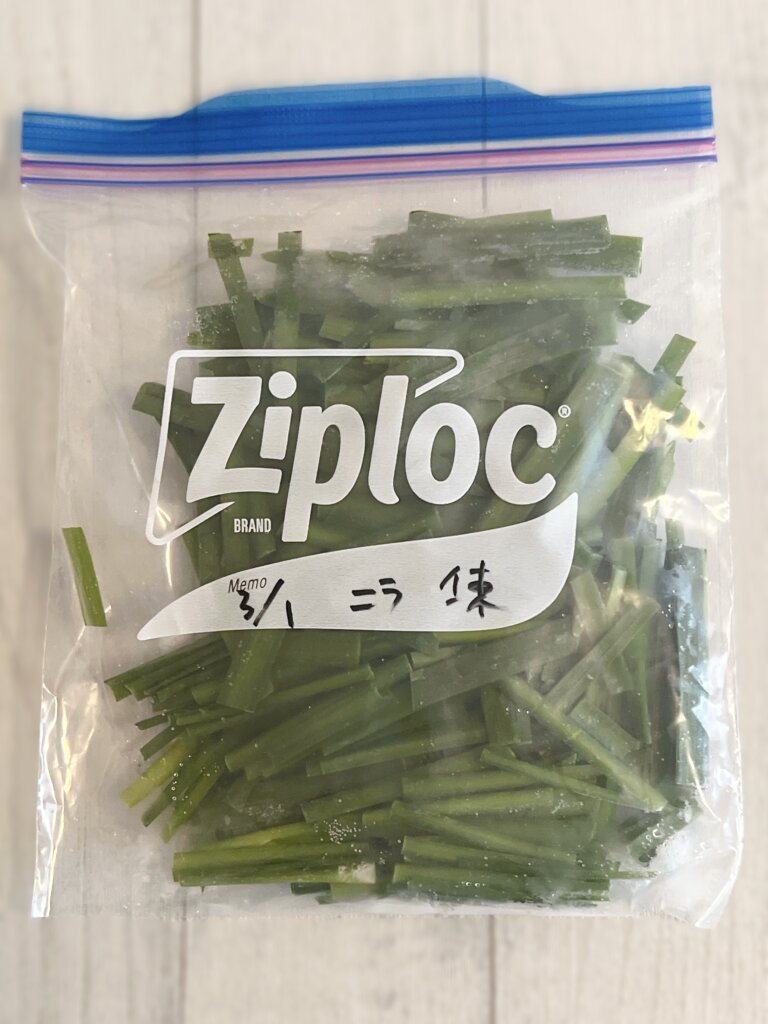 Ziploc®
BRAND
Memo
3/1 ニラ 凍